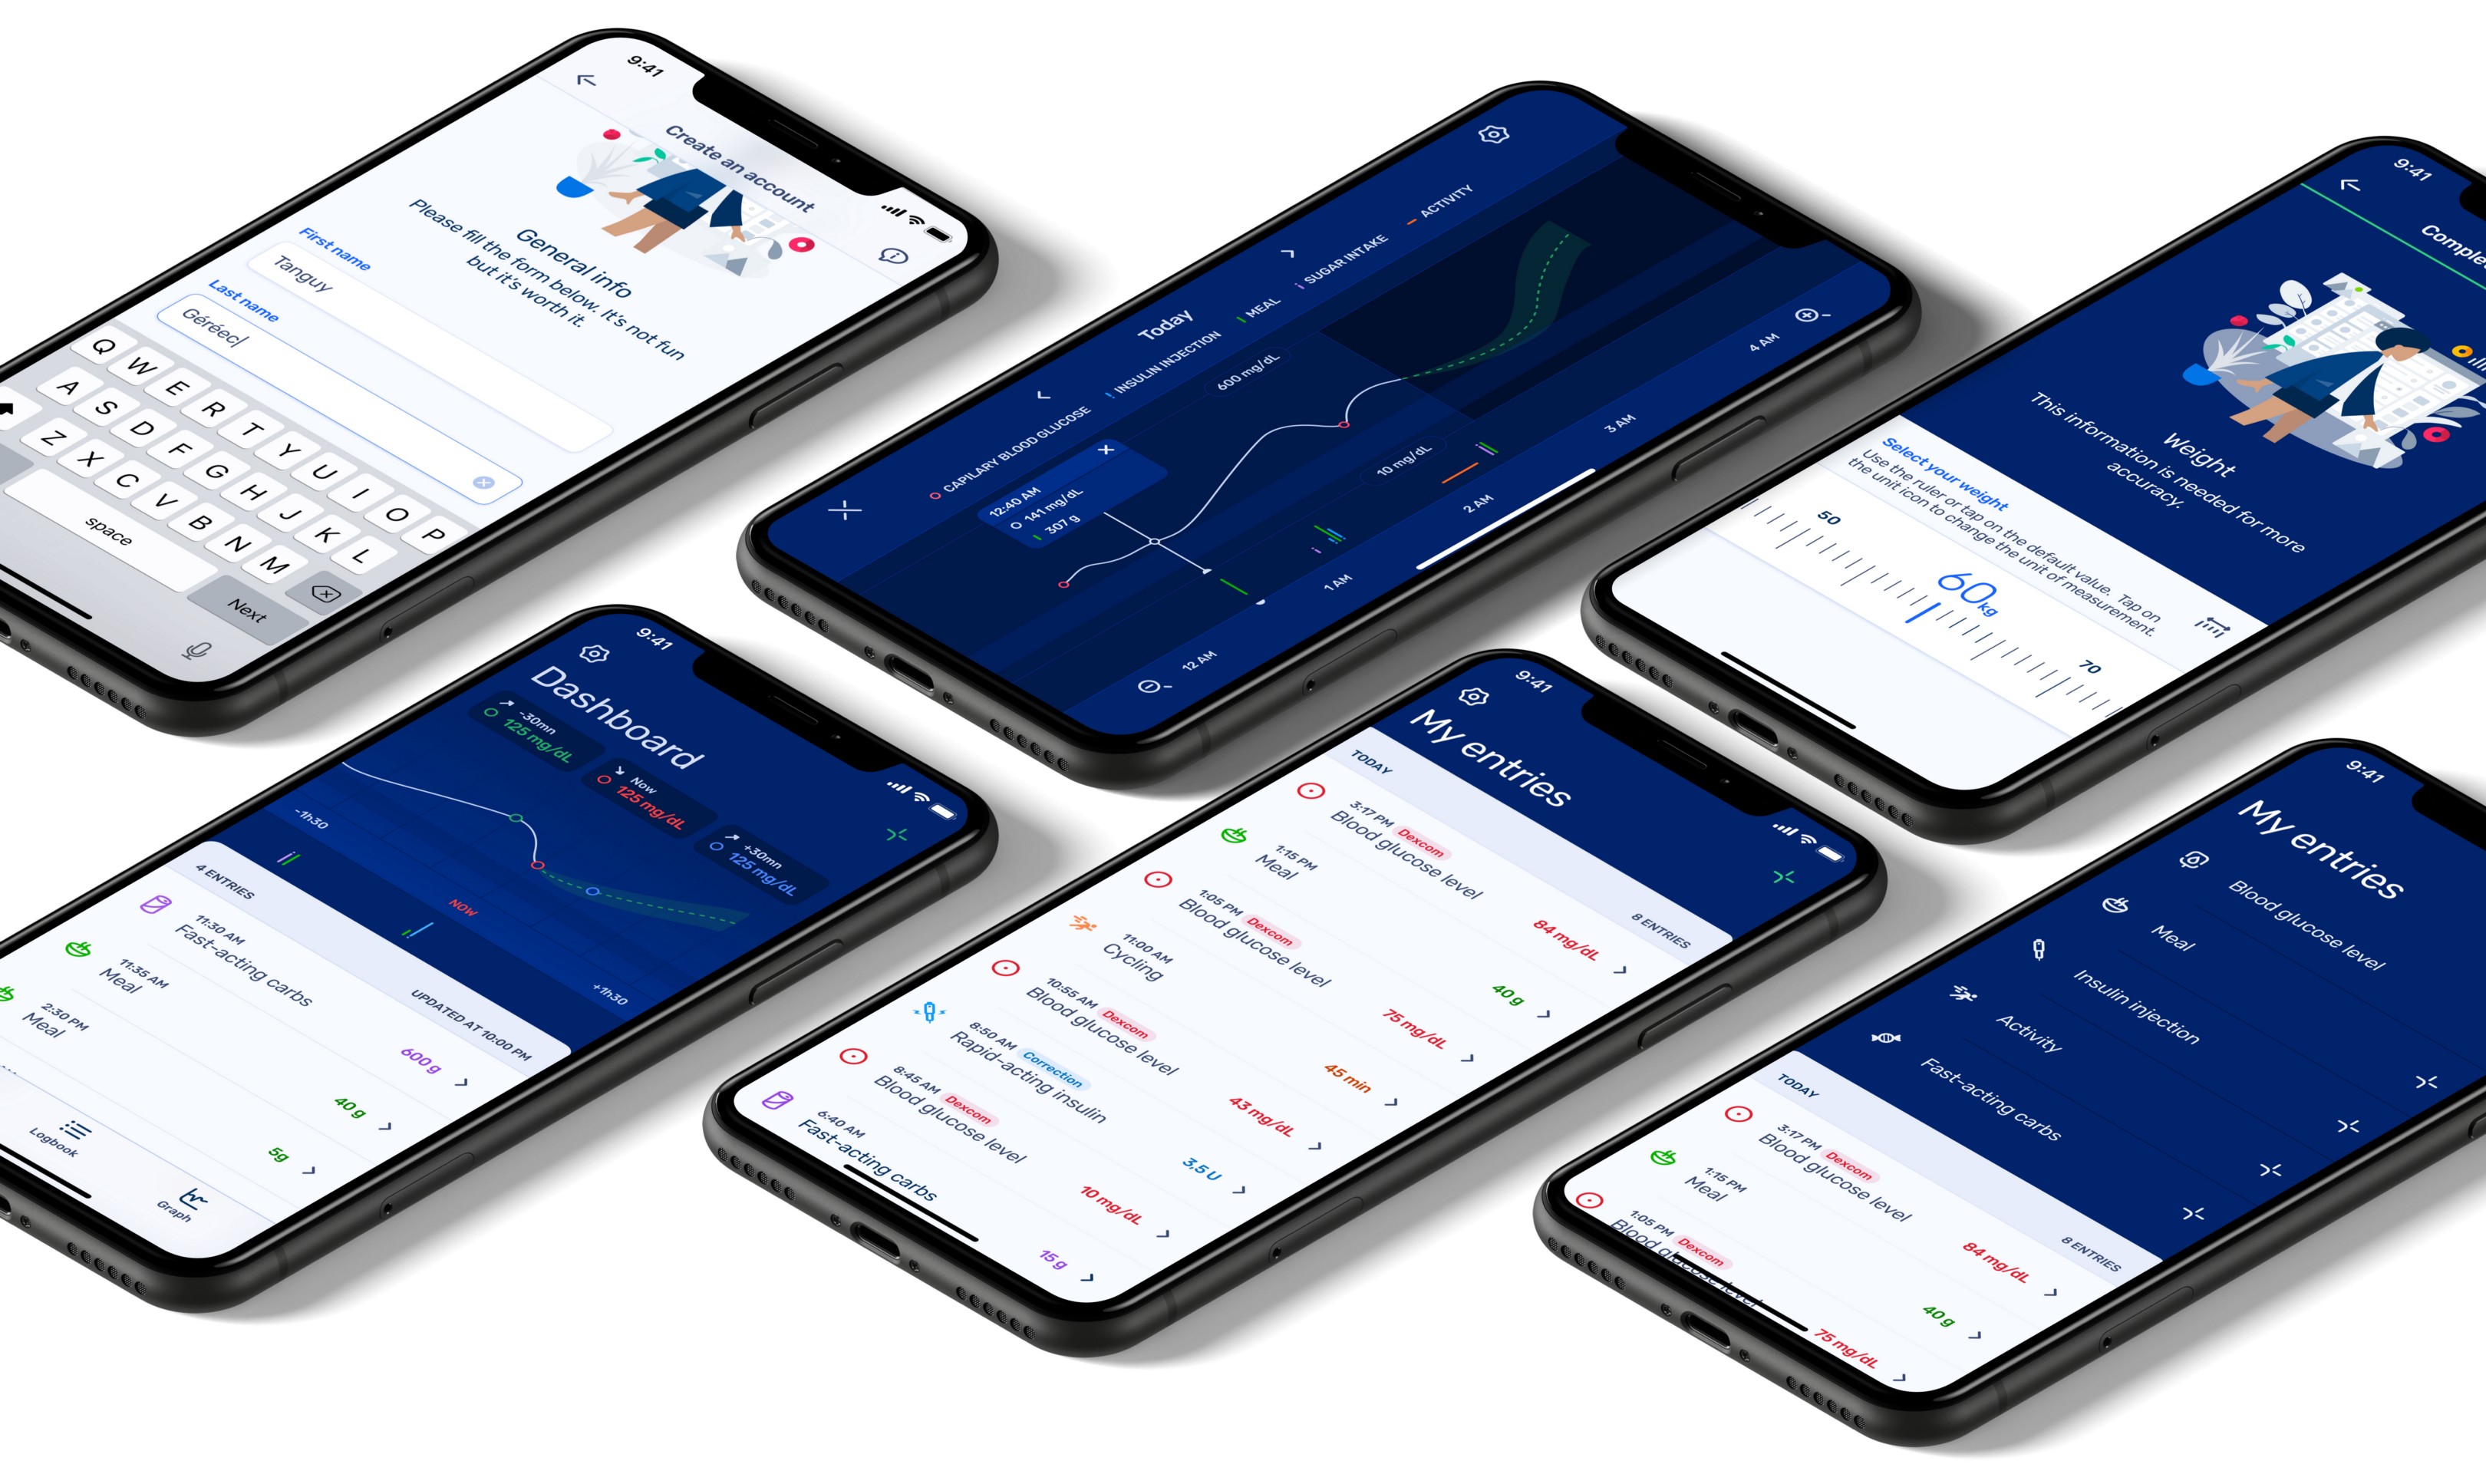 9:41
Create an account
General info
Please fill the form below. It's not fun
but it's worth it.
First name
Tanguy
Last name
Géréec
Q W E R T Y U I O P
A S D F G H J K L
Z X C V B N M
space
Next
Today
CAPILARY BLOOD GLUCOSE
INSULIN INJECTION
MEAL
SUGAR INTAKE
ACTIVITY
600 mg/dL
10 mg/dL
12:40 AM
141 mg/dL
307 g
12 AM
1 AM
2 AM
3 AM
4 AM
9:41
Weight
This information is needed for more
accuracy.
Select your weight
Use the ruler or tap on the default value. Tap on
the unit icon to change the unit of measurement.
50
60 kg
70
9:41
Dashboard
-30mn
125 mg/dL
Now
125 mg/dL
+30mn
125 mg/dL
-1h30
NOW
+1h30
4 ENTRIES
UPDATED AT 10:00 PM
11:30 AM
Fast-acting carbs
600 g
11:35 AM
Meal
40 g
2:30 PM
Meal
5g
Logbook
Graph
9:41
My entries
TODAY
8 ENTRIES
3:17 PM Dexcom
Blood glucose level
84 mg/dL
1:15 PM
Meal
40 g
1:05 PM Dexcom
Blood glucose level
75 mg/dL
11:00 AM
Cycling
45 min
10:55 AM Dexcom
Blood glucose level
43 mg/dL
8:50 AM Correction
Rapid-acting insulin
3,5 U
8:45 AM Dexcom
Blood glucose level
10 mg/dL
6:40 AM
Fast-acting carbs
15 g
9:41
My entries
Blood glucose level
Meal
Insulin injection
Activity
Fast-acting carbs
TODAY
8 ENTRIES
3:17 PM Dexcom
Blood glucose level
84 mg/dL
1:15 PM
Meal
40 g
1:05 PM Dexcom
Blood glucose level
75 mg/dL